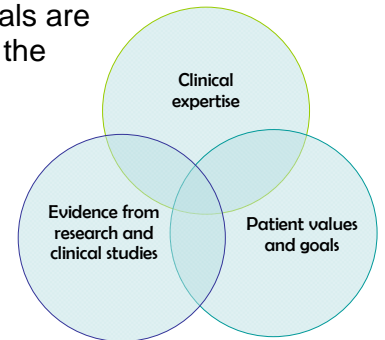 als are
the
Clinical
expertise
Evidence from
research and
clinical studies
Patient values
and goals